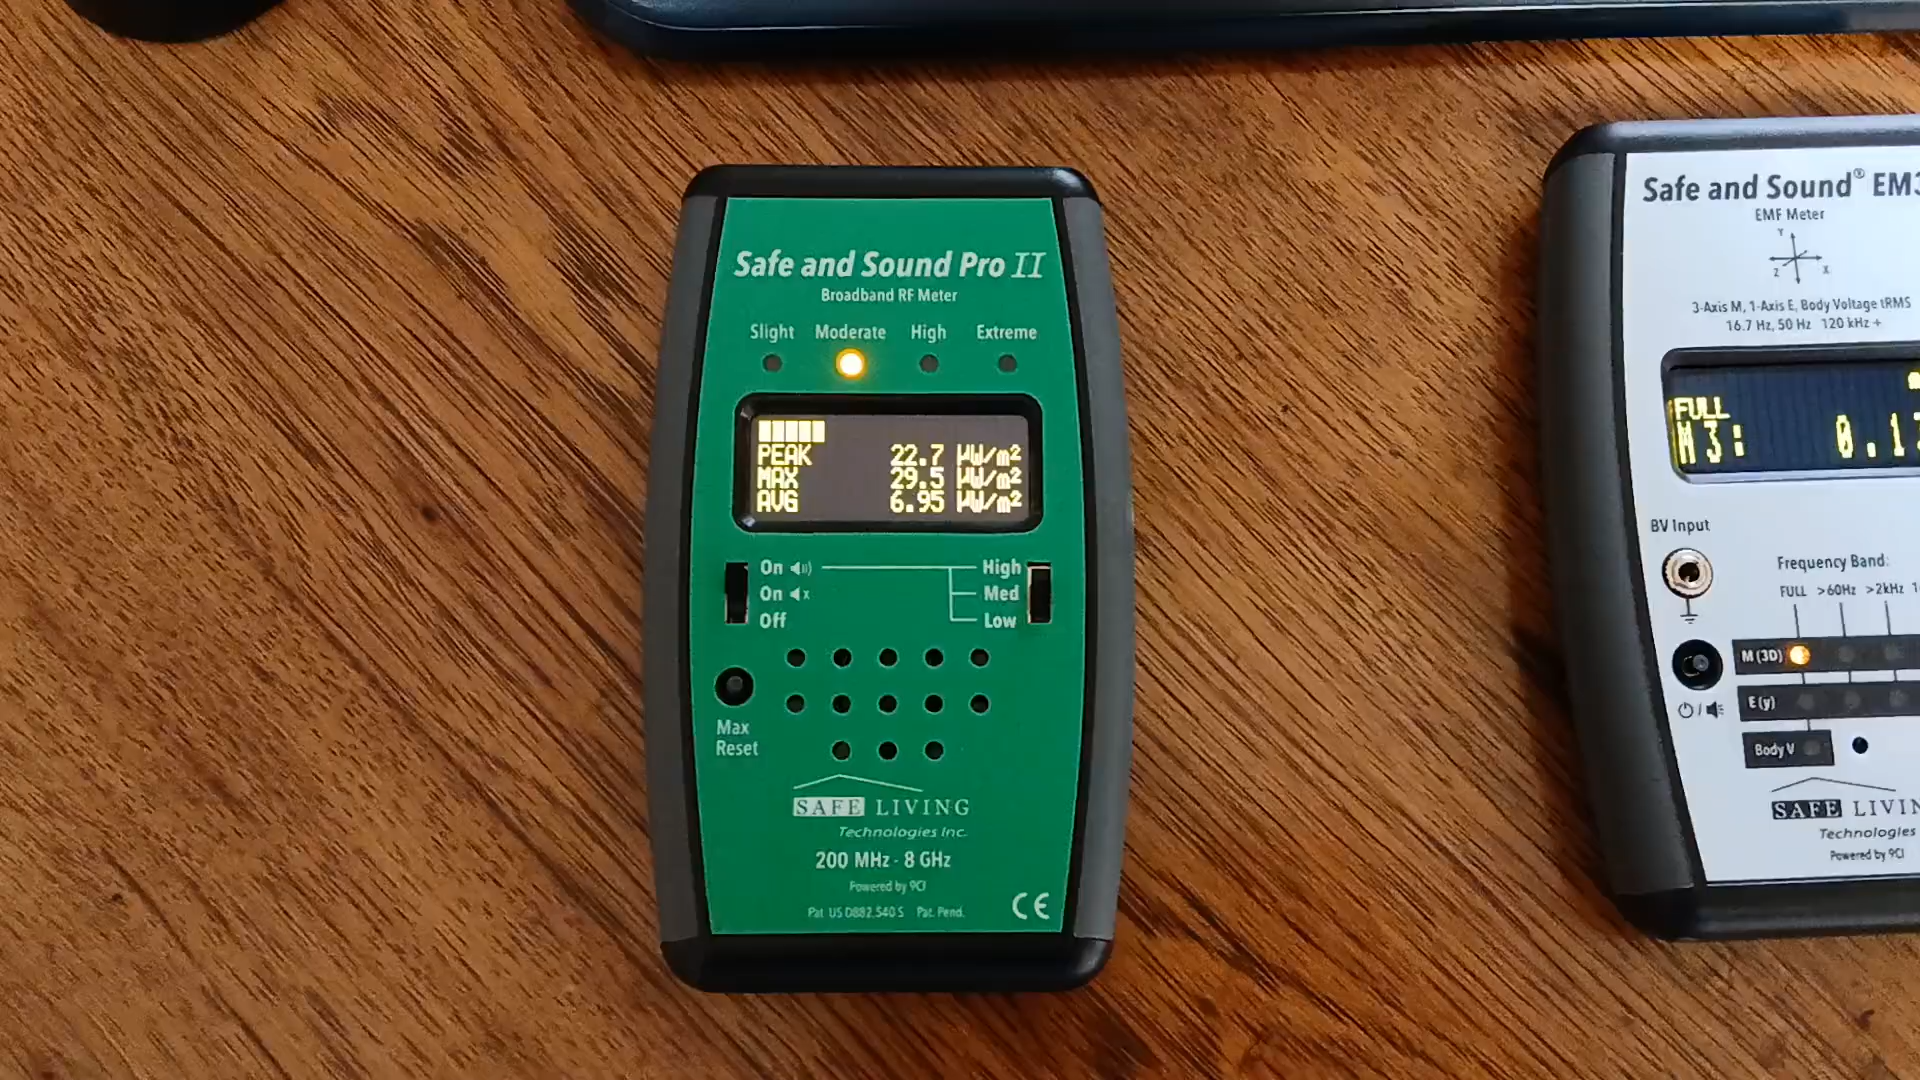 Safe and Sound Pro II
Broadband RF Meter
Slight Moderate High Extreme
PEAK 22.7 µW/m²
MAX 29.5 µW/m²
AVG 6.95 µW/m²
On High
On Med
Off Low
Max
Reset
SAFE LIVING
Technologies Inc.
200 MHz - 8 GHz
Powered by 9CI
Pat US D882,540 S Pat. Pend.
CE
Safe and Sound® EM3
EMF Meter
Y
Z X
3-Axis M, 1-Axis E, Body Voltage tRMS
16.7 Hz, 50 Hz 120 kHz +
FULL
M3: 0.1
BV Input
Frequency Band:
FULL >60Hz >2kHz
M (3D)
E (y)
Body V
SAFE LIVIN
Technologies
Powered by 9CI